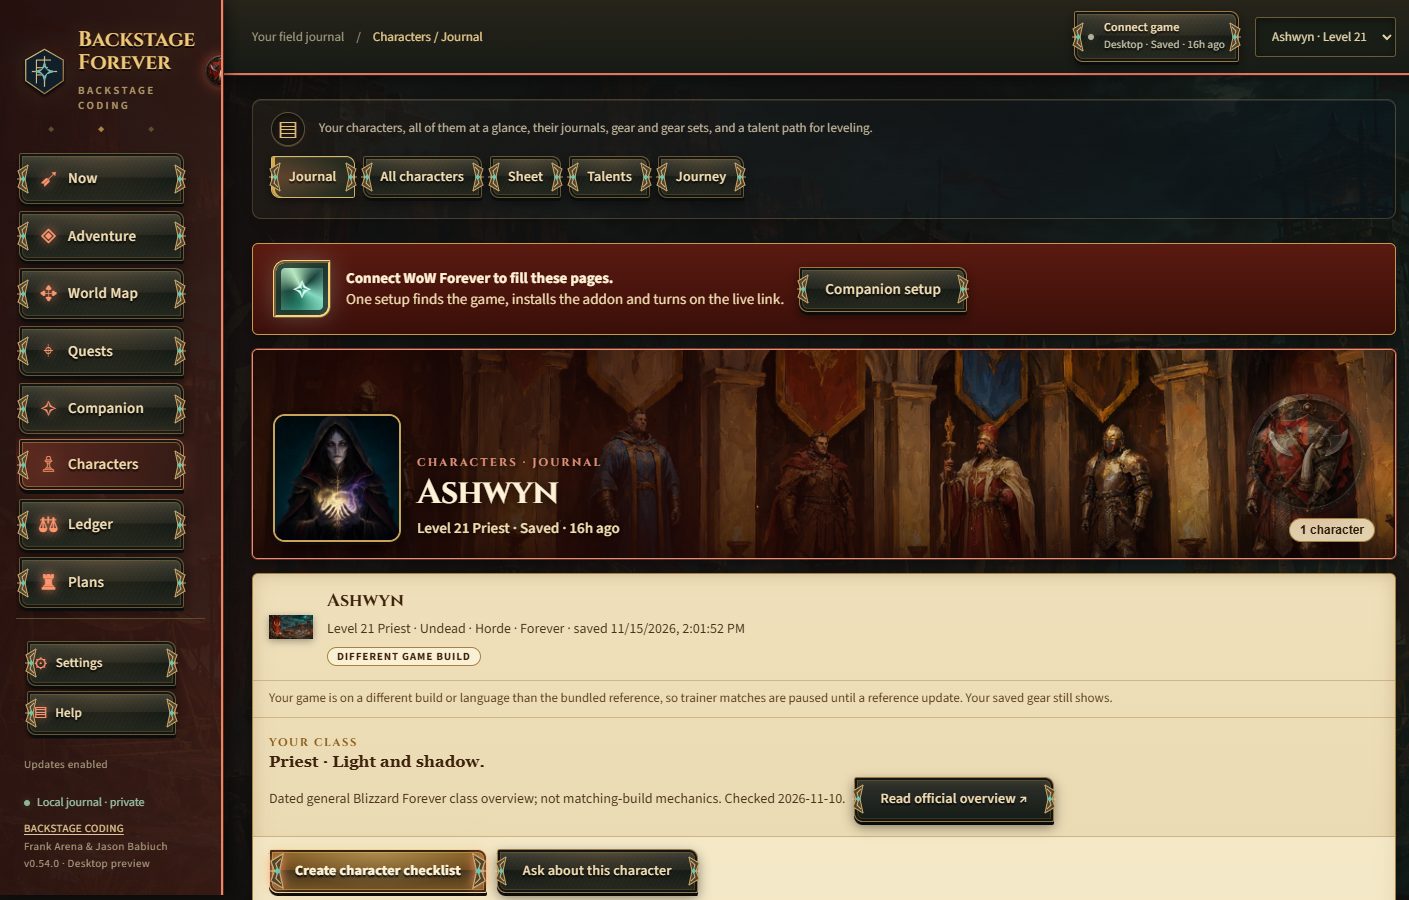 Backstage
Forever
BACKSTAGE
CODING
Now
Adventure
World Map
Quests
Companion
Characters
Ledger
Plans
Settings
Help
Updates enabled
Local journal · private
BACKSTAGE CODING
Frank Arena & Jason Babiuch
v0.54.0 · Desktop preview
Your field journal / Characters / Journal
Connect game
Desktop · Saved · 16h ago
Ashwyn · Level 21
Your characters, all of them at a glance, their journals, gear and gear sets, and a talent path for leveling.
Journal All characters Sheet Talents Journey
Connect WoW Forever to fill these pages.
One setup finds the game, installs the addon and turns on the live link.
Companion setup
CHARACTERS · JOURNAL
Ashwyn
Level 21 Priest · Saved · 16h ago
1 character
Ashwyn
Level 21 Priest · Undead · Horde · Forever · saved 11/15/2026, 2:01:52 PM
DIFFERENT GAME BUILD
Your game is on a different build or language than the bundled reference, so trainer matches are paused until a reference update. Your saved gear still shows.
YOUR CLASS
Priest · Light and shadow.
Dated general Blizzard Forever class overview; not matching-build mechanics. Checked 2026-11-10.
Read official overview ↗
Create character checklist
Ask about this character